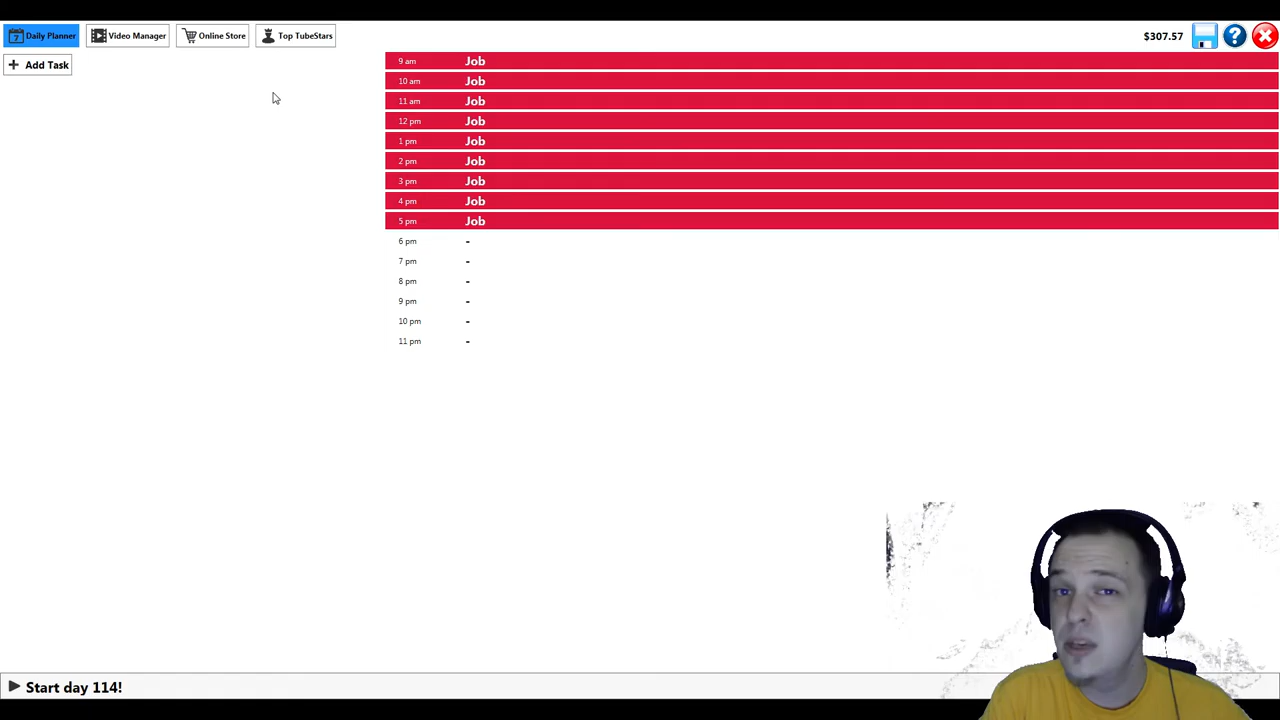 Daily Planner
Video Manager
Online Store
Top TubeStars
$307.57
+ Add Task
9 am Job
10 am Job
11 am Job
12 pm Job
1 pm Job
2 pm Job
3 pm Job
4 pm Job
5 pm Job
6 pm -
7 pm -
8 pm -
9 pm -
10 pm -
11 pm -
Start day 114!